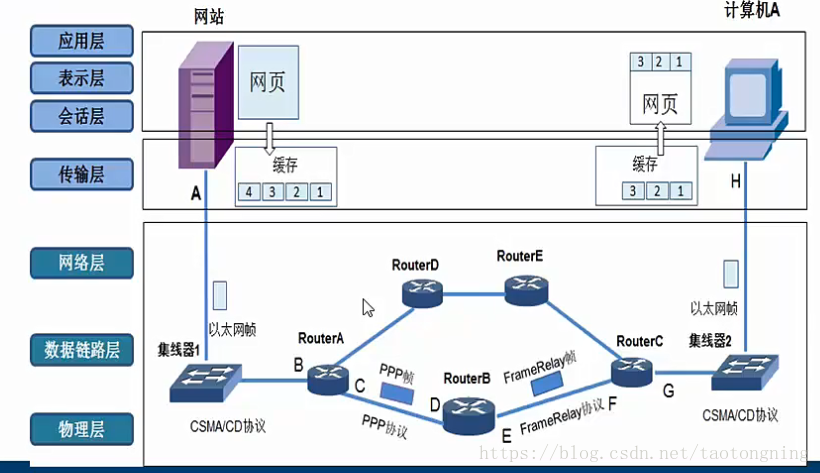 网站
计算机A
应用层
表示层
会话层
网页
3 2 1
网页
传输层
缓存
4 3 2 1
缓存
3 2 1
A
H
网络层
RouterD
RouterE
以太网帧
以太网帧
数据链路层
集线器1
RouterA
RouterC
集线器2
B
C
PPP帧
RouterB
FrameRelay帧
D
E
F
G
PPP协议
FrameRelay协议
CSMA/CD协议
CSMA/CD协议
物理层
https://blog.csdn.net/taotongning